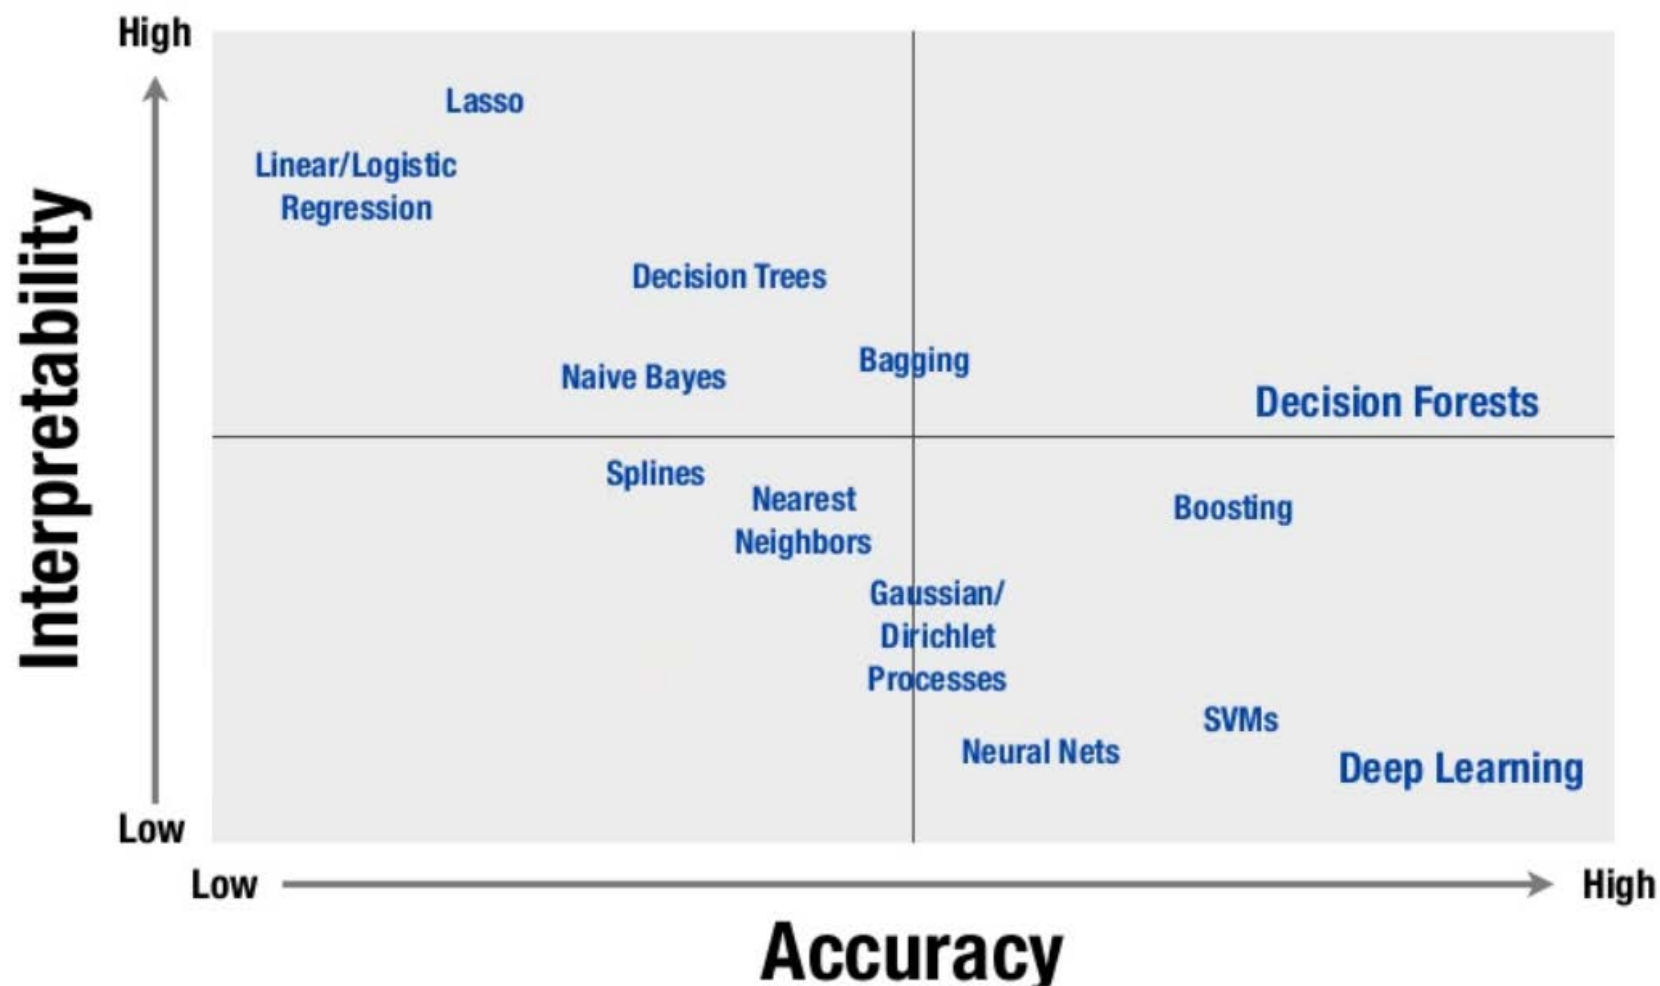 High
Lasso
Linear/Logistic
Regression
Decision Trees
Bagging
Naive Bayes
Decision Forests
Interpretability
Splines
Nearest
Neighbors
Boosting
Gaussian/
Dirichlet
Processes
SVMs
Neural Nets
Deep Learning
Low
Low
High
Accuracy